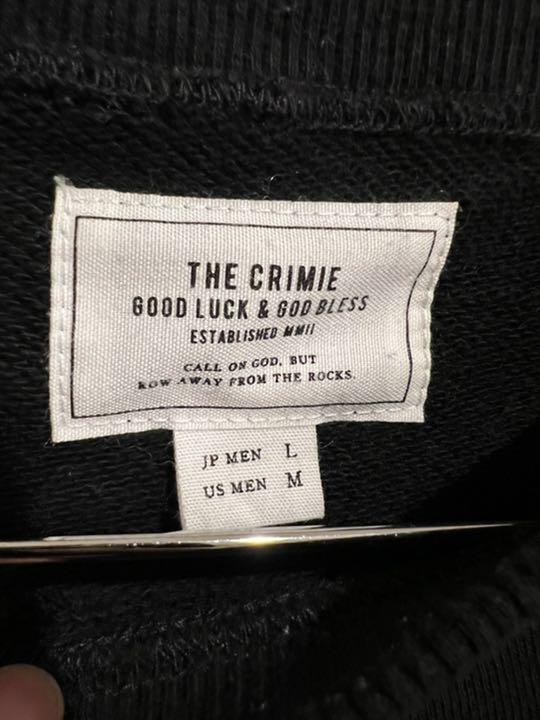 THE CRIMIE
GOOD LUCK & GOD BLESS
ESTABLISHED MMII
CALL ON GOD, BUT
ROW AWAY FROM THE ROCKS.
JP MEN L
US MEN M